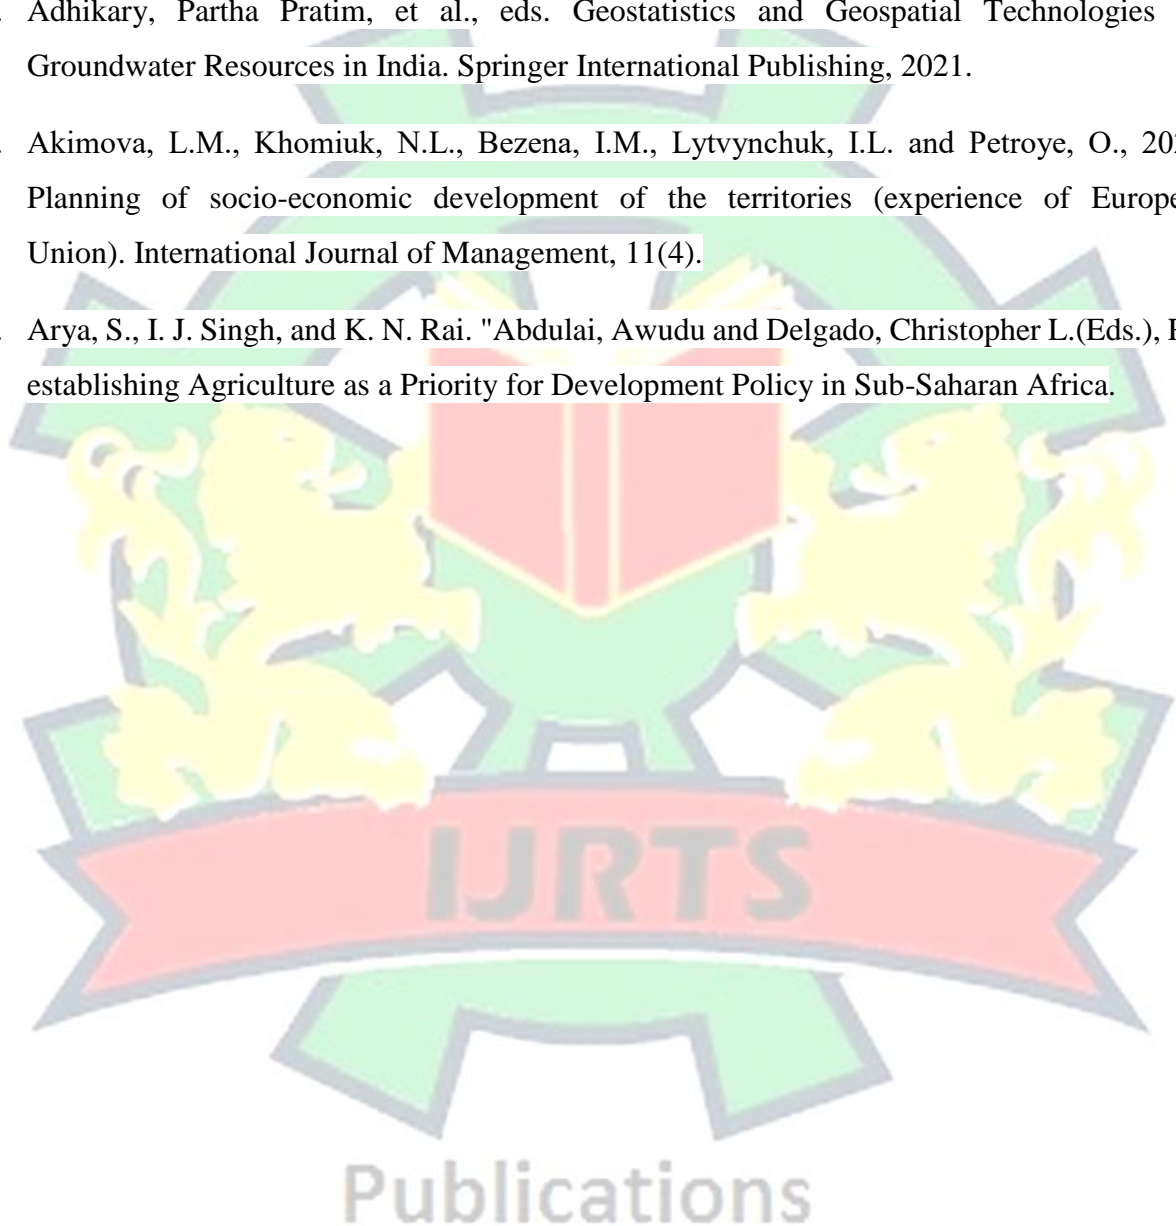 Adhikary, Partha Pratim, et al., eds. Geostatistics and Geospatial Technologies
Groundwater Resources in India. Springer International Publishing, 2021.
Akimova, L.M., Khomiuk, N.L., Bezena, I.M., Lytvynchuk, I.L. and Petroye, O.,
Planning of socio-economic development of the territories (experience of
Union). International Journal of Management, 11(4).
Arya, S., I. J. Singh, and K. N. Rai. "Abdulai, Awudu and Delgado, Christopher L.(Eds.),
establishing Agriculture as a Priority for Development Policy in Sub-Saharan Africa.
IJRTS
Publications